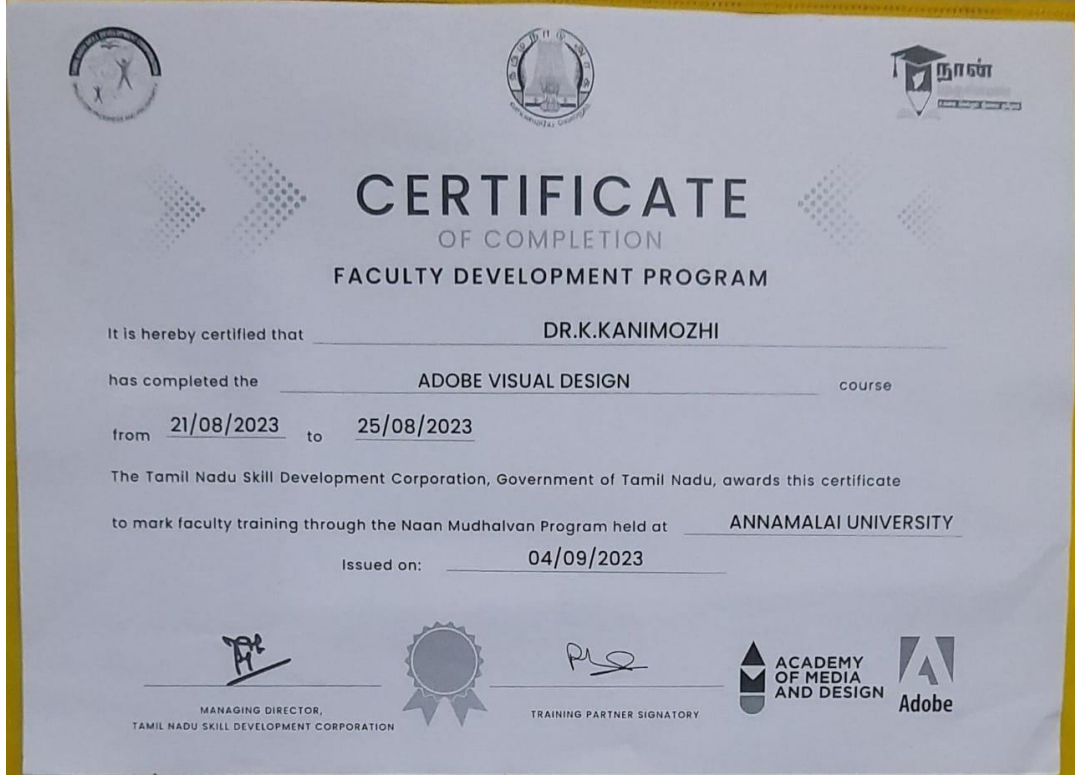 நான்
CERTIFICATE
OF COMPLETION
FACULTY DEVELOPMENT PROGRAM
It is hereby certified that DR.K.KANIMOZHI
has completed the ADOBE VISUAL DESIGN course
from 21/08/2023 to 25/08/2023
The Tamil Nadu Skill Development Corporation, Government of Tamil Nadu, awards this certificate
to mark faculty training through the Naan Mudhalvan Program held at ANNAMALAI UNIVERSITY
Issued on: 04/09/2023
MANAGING DIRECTOR,
TAMIL NADU SKILL DEVELOPMENT CORPORATION
TRAINING PARTNER SIGNATORY
ACADEMY
OF MEDIA
AND DESIGN
Adobe